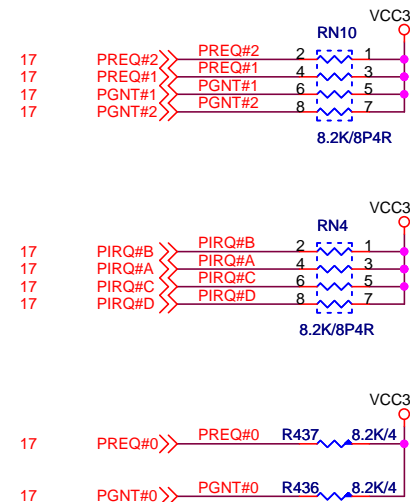 VCC3
RN10
17 PREQ#2 PREQ#2 2 1
17 PREQ#1 PREQ#1 4 3
17 PGNT#1 PGNT#1 6 5
17 PGNT#2 PGNT#2 8 7
8.2K/8P4R
VCC3
RN4
17 PIRQ#B PIRQ#B 2 1
17 PIRQ#A PIRQ#A 4 3
17 PIRQ#C PIRQ#C 6 5
17 PIRQ#D PIRQ#D 8 7
8.2K/8P4R
VCC3
17 PREQ#0 PREQ#0 R437 8.2K/4
17 PGNT#0 PGNT#0 R436 8.2K/4